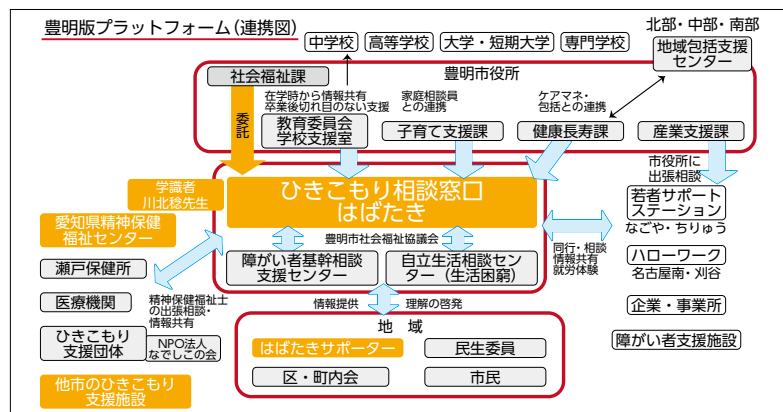 豊明版プラットフォーム(連携図)
中学校
高等学校
大学・短期大学
専門学校
北部・中部・南部
地域包括支援
センター
社会福祉課
豊明市役所
在学時から情報共有
卒業後切れ目のない支援
家庭相談員
との連携
ケアマネ・
包括との連携
委託
教育委員会
学校支援室
子育て支援課
健康長寿課
産業支援課
市役所に
出張相談
学識者
川北稔先生
ひきこもり相談窓口
はばたき
若者サポート
ステーション
なごや・ちりゅう
愛知県精神保健
福祉センター
豊明市社会福祉協議会
瀬戸保健所
障がい者基幹相談
支援センター
自立生活相談セン
ター(生活困窮)
同行・相談
情報共有
就労体験
ハローワーク
名古屋南・刈谷
医療機関
精神保健福祉士
の出張相談・
情報共有
情報提供
理解の啓発
企業・事業所
ひきこもり
支援団体
NPO法人
なでしこの会
地域
はばたきサポーター
民生委員
障がい者支援施設
区・町内会
市民
他市のひきこもり
支援施設